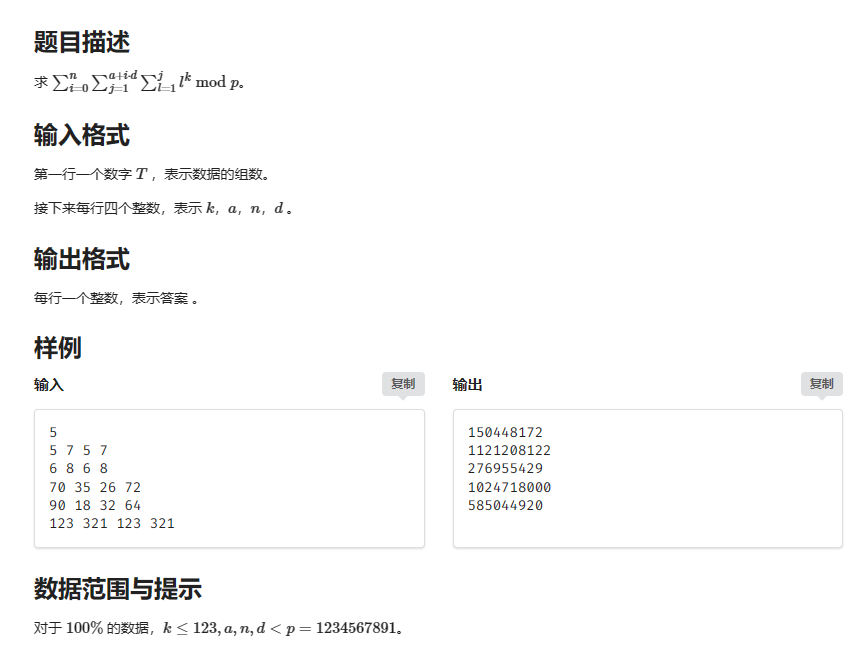 题目描述
求 $\sum_{i=0}^{n}\sum_{j=1}^{a+i\cdot d}\sum_{l=1}^{j} l^k \bmod p$。
输入格式
第一行一个数字 T ，表示数据的组数。
接下来每行四个整数，表示 k，a，n，d 。
输出格式
每行一个整数，表示答案 。
样例
输入
复制
5
5 7 5 7
6 8 6 8
70 35 26 72
90 18 32 64
123 321 123 321
输出
复制
150448172
1121208122
276955429
1024718000
585044920
数据范围与提示
对于 100% 的数据，k ≤ 123, a, n, d < p = 1234567891。